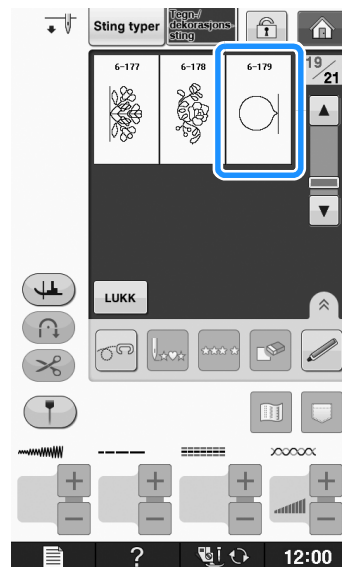 Sting typer
Tegn-/
dekorasjons-
sting
6-177
6-178
6-179
19/21
LUKK
?
12:00